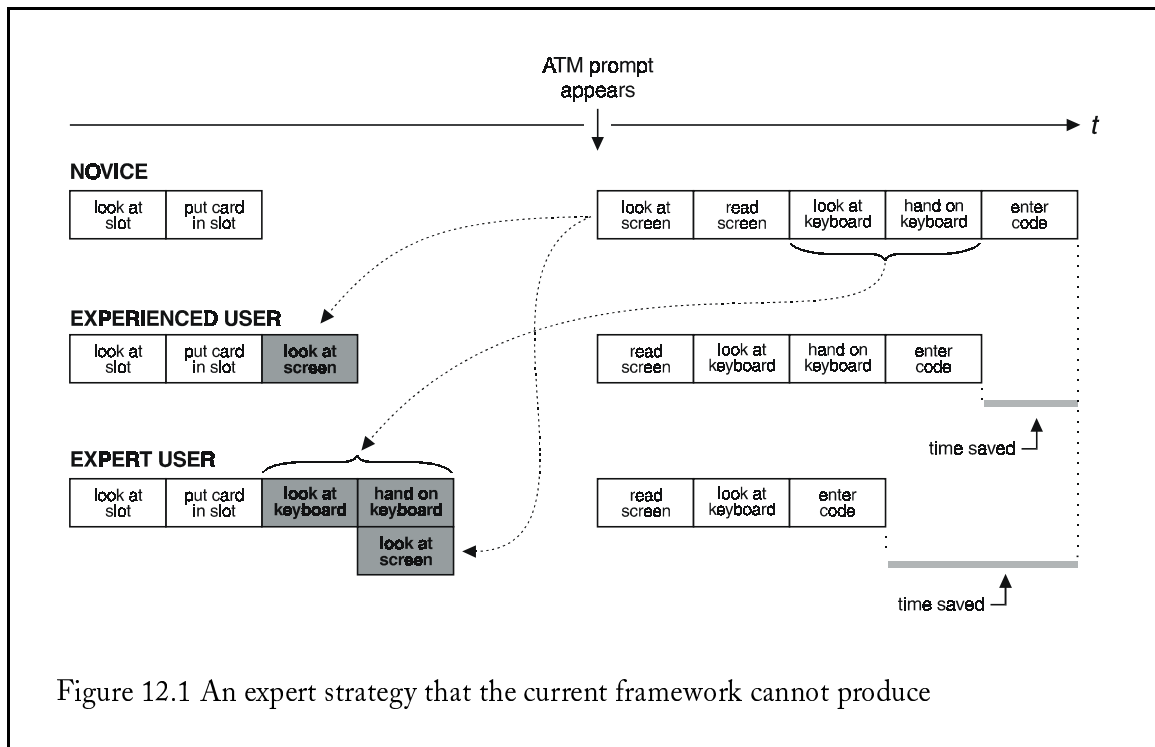 ATM prompt
appears
t
NOVICE
look at
slot
put card
in slot
look at
screen
read
screen
look at
keyboard
hand on
keyboard
enter
code
EXPERIENCED USER
look at
slot
put card
in slot
look at
screen
read
screen
look at
keyboard
hand on
keyboard
enter
code
time saved
EXPERT USER
look at
slot
put card
in slot
look at
keyboard
hand on
keyboard
look at
screen
read
screen
look at
keyboard
enter
code
time saved
Figure 12.1 An expert strategy that the current framework cannot produce